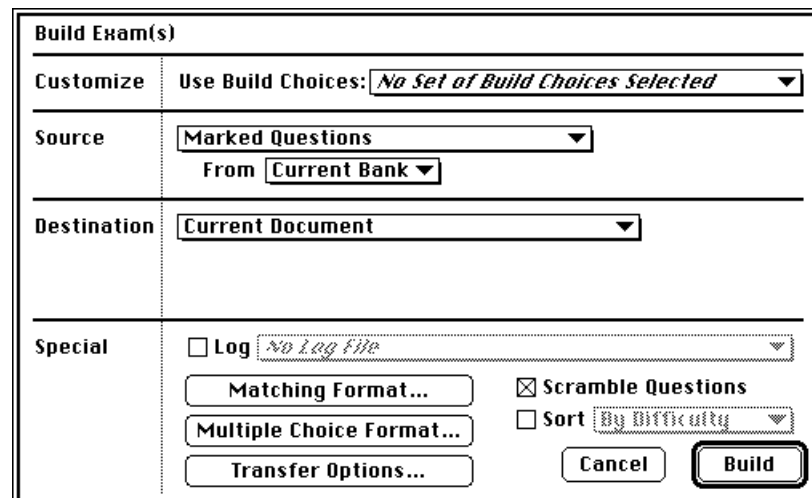 Build Exam(s)
Customize Use Build Choices: No Set of Build Choices Selected
Source Marked Questions
From Current Bank
Destination Current Document
Special Log No Log File
Matching Format... Scramble Questions
Multiple Choice Format... Sort By Difficulty
Transfer Options... Cancel Build